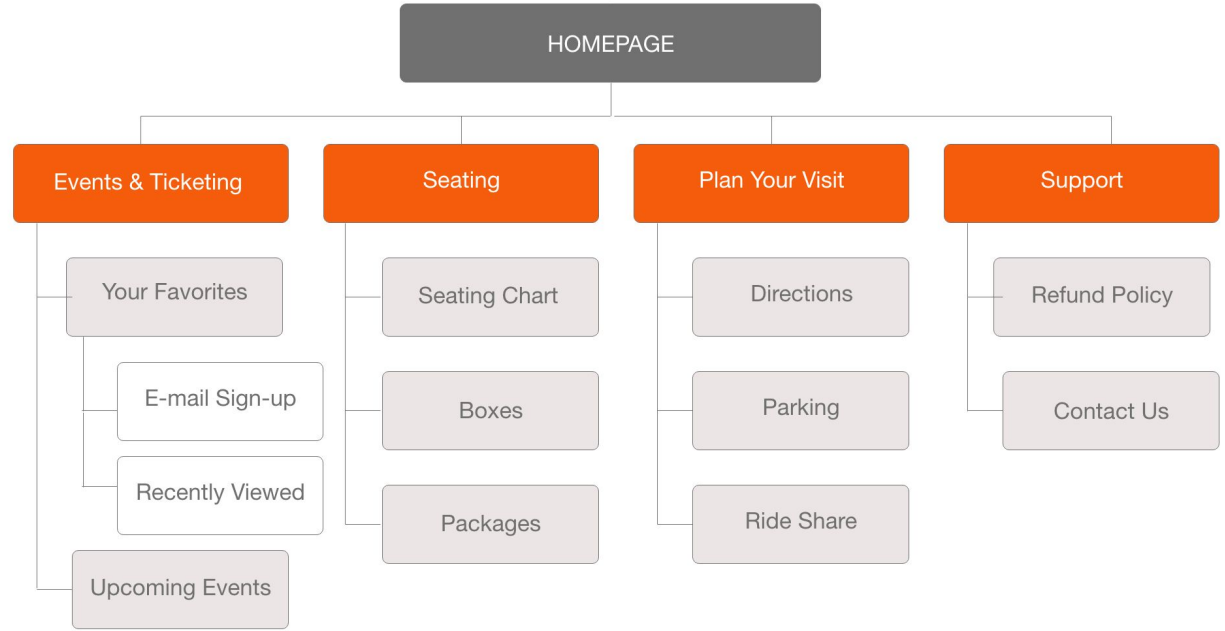 HOMEPAGE
Events & Ticketing
Seating
Plan Your Visit
Support
Your Favorites
Seating Chart
Directions
Refund Policy
E-mail Sign-up
Boxes
Parking
Contact Us
Recently Viewed
Packages
Ride Share
Upcoming Events